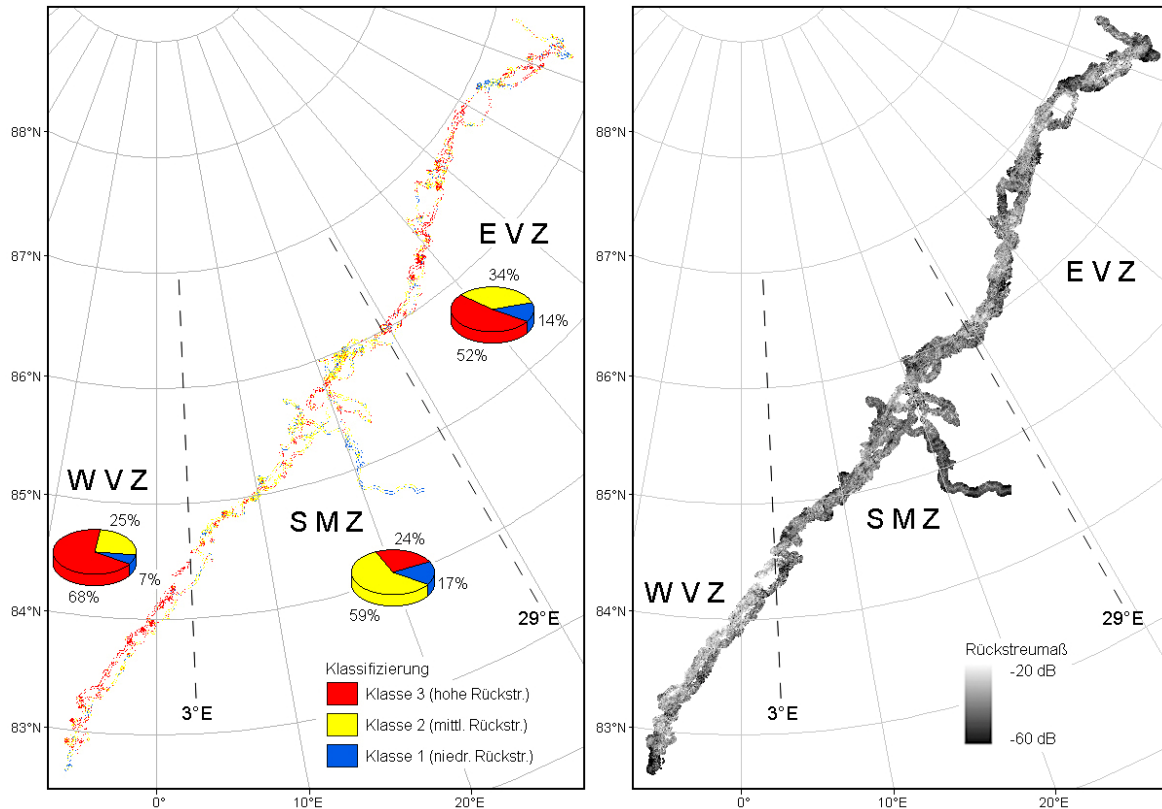 88°N
87°N
86°N
85°N
84°N
83°N
0°
10°E
20°E
E V Z
34%
14%
52%
W V Z
25%
7%
68%
S M Z
24%
17%
59%
29°E
3°E
Klassifizierung
Klasse 3 (hohe Rückstr.)
Klasse 2 (mittl. Rückstr.)
Klasse 1 (niedr. Rückstr.)
88°N
87°N
86°N
85°N
84°N
83°N
0°
10°E
20°E
E V Z
S M Z
W V Z
29°E
3°E
Rückstreumaß
-20 dB
-60 dB